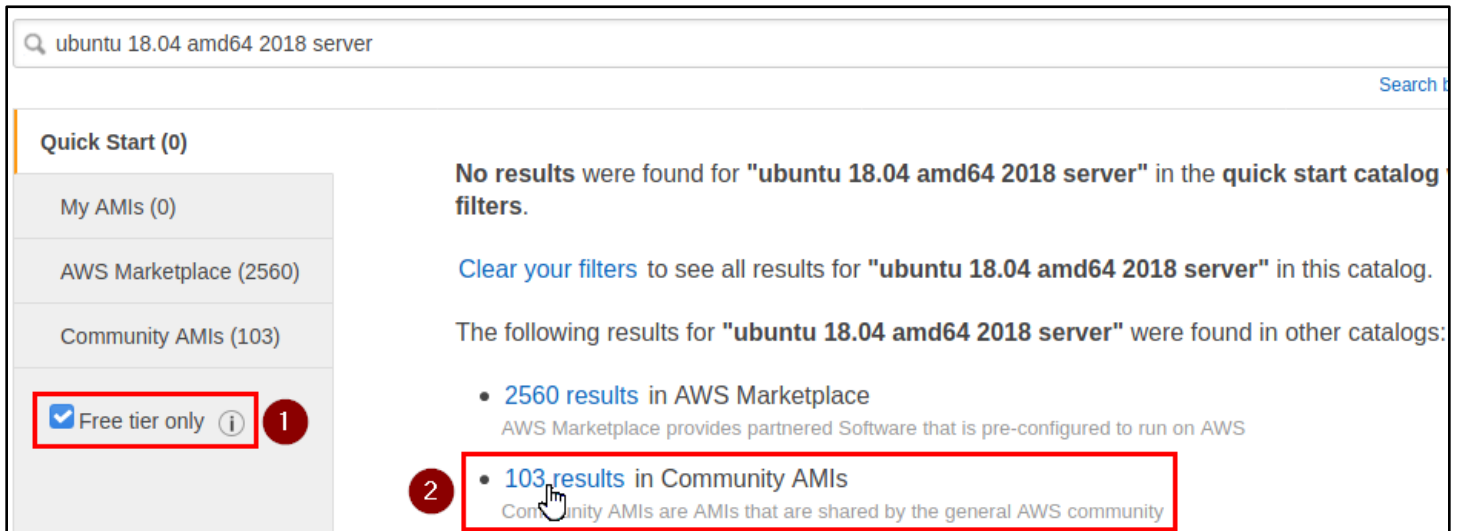 ubuntu 18.04 amd64 2018 server
Search
Quick Start (0)
No results were found for "ubuntu 18.04 amd64 2018 server" in the quick start catalog
filters.
My AMIs (0)
AWS Marketplace (2560)
Clear your filters to see all results for "ubuntu 18.04 amd64 2018 server" in this catalog.
Community AMIs (103)
The following results for "ubuntu 18.04 amd64 2018 server" were found in other catalogs:
Free tier only
1
• 2560 results in AWS Marketplace
AWS Marketplace provides partnered Software that is pre-configured to run on AWS
2
• 103 results in Community AMIs
Community AMIs are AMIs that are shared by the general AWS community